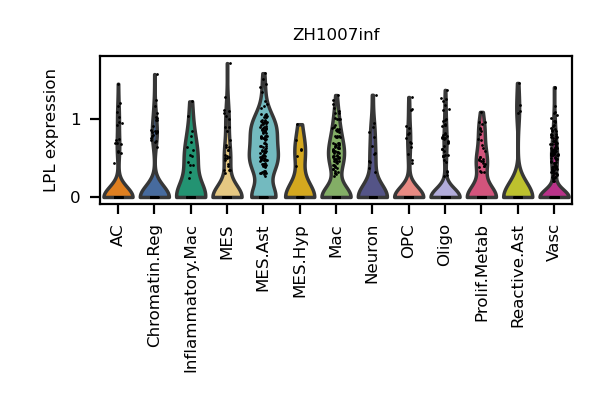 ZH1007inf
LPL expression
1
0
AC
Chromatin.Reg
Inflammatory.Mac
MES
MES.Ast
MES.Hyp
Mac
Neuron
OPC
Oligo
Prolif.Metab
Reactive.Ast
Vasc